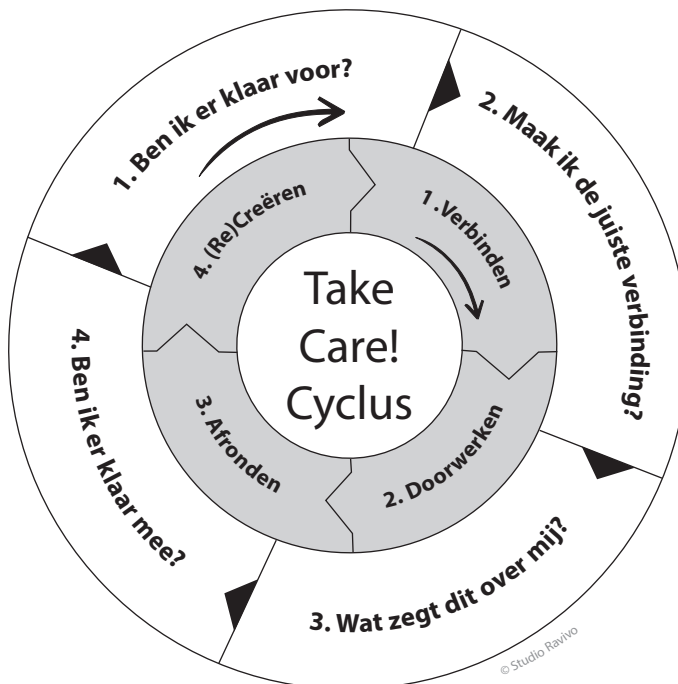 1. Ben ik er klaar voor?
2. Maak ik de juiste verbinding?
3. Wat zegt dit over mij?
4. Ben ik er klaar mee?
1 .Verbinden
2. Doorwerken
3. Afronden
4. (Re)Creëren
Take
Care!
Cyclus
© Studio Ravivo